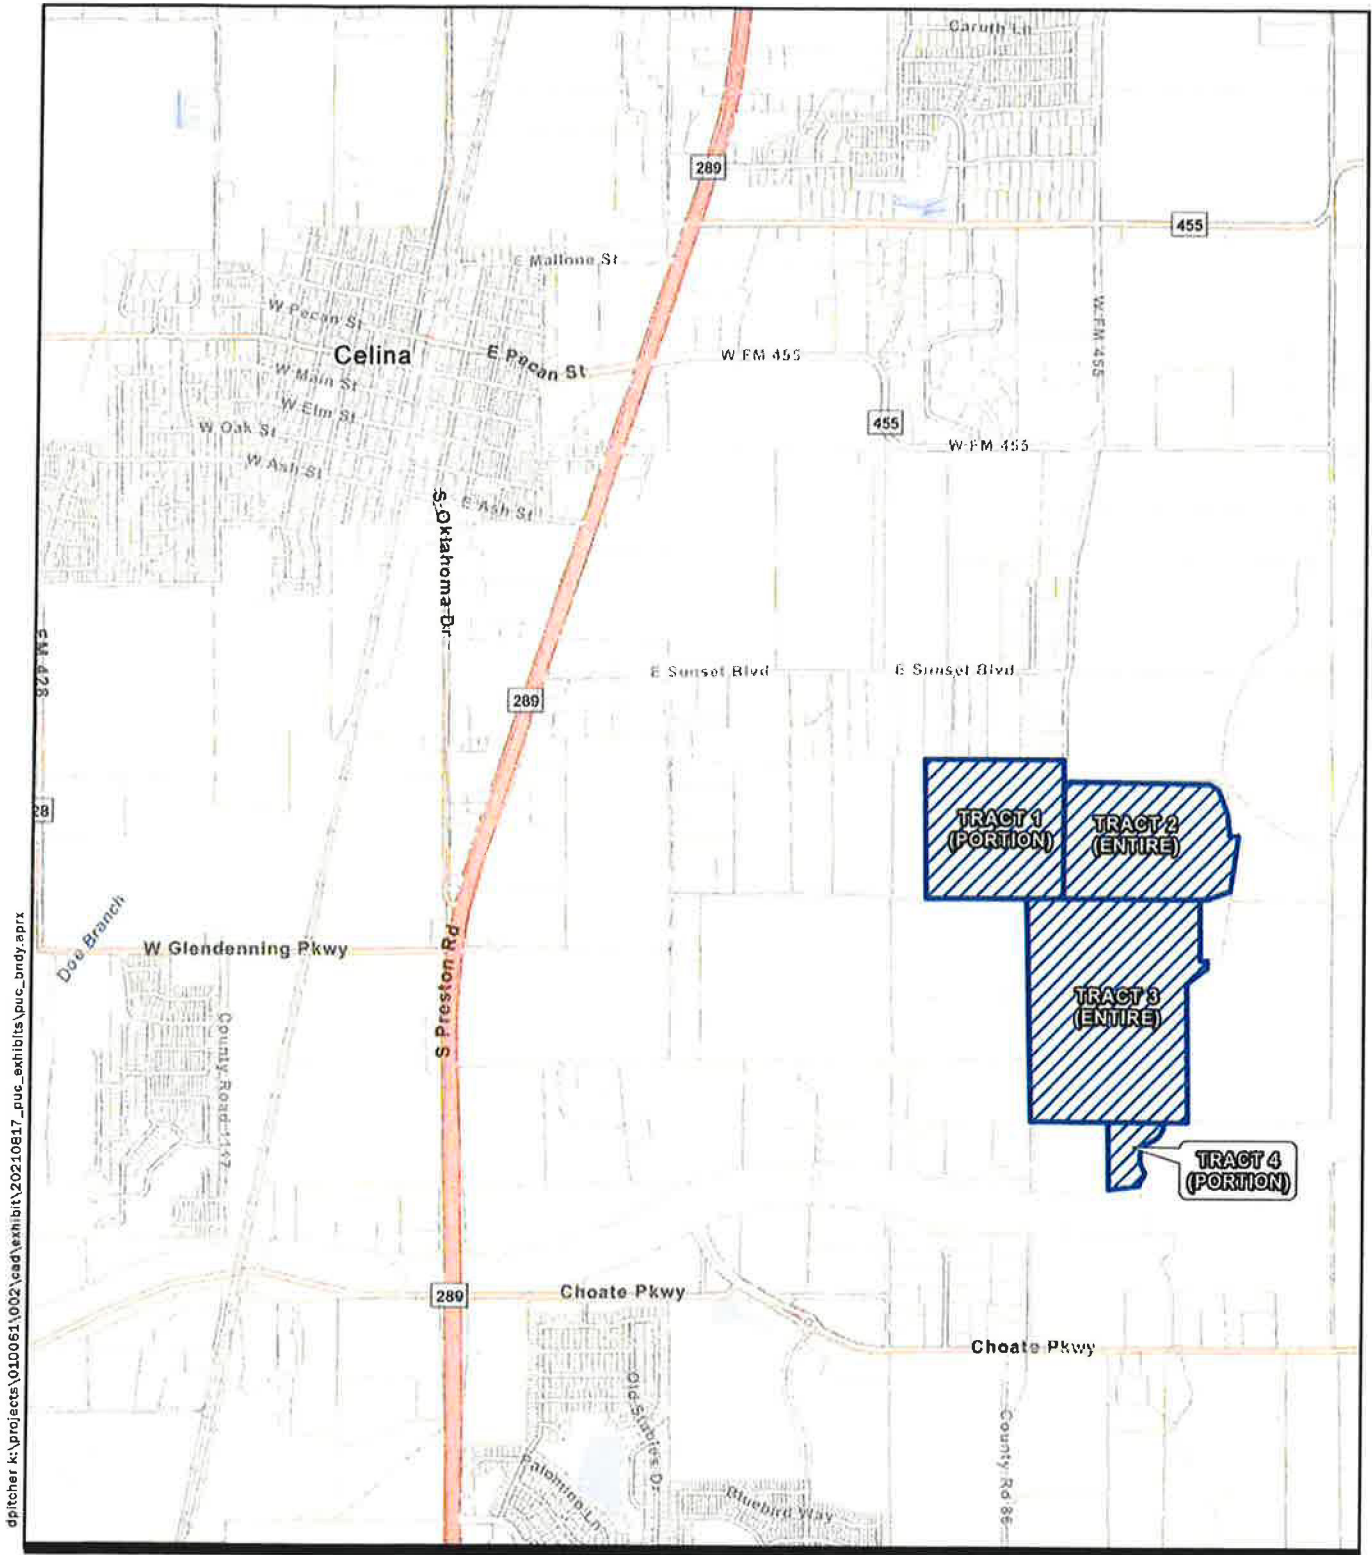 Caruth Ln
289
455
E Mallone St
W FM 455
W Pecan St
Celina
E Pecan St
W FM 455
W Main St
W Elm St
455
W Oak St
W FM 455
W Ash St
E Ash St
S Oklahoma Dr
FM 428
E Sunset Blvd
E Sunset Blvd
289
28
TRACT 1
(PORTION)
TRACT 2
(ENTIRE)
Doe Branch
W Glendenning Pkwy
S Preston Rd
TRACT 3
(ENTIRE)
County Road 1147
TRACT 4
(PORTION)
289
Choate Pkwy
Choate Pkwy
Old Stables Dr
County Rd 86
Palomino Ln
Bluebird Way
dpitcher k:\projects\010061\002\cad\exhibit\20210817_puc_exhibits\puc_bndy.aprx